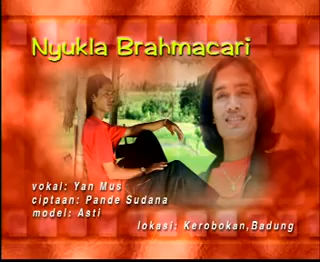 Nyukla Brahmacari
vokal: Yan Mus
ciptaan: Pande Sudana
model: Asti
lokasi: Kerobokan,Badung